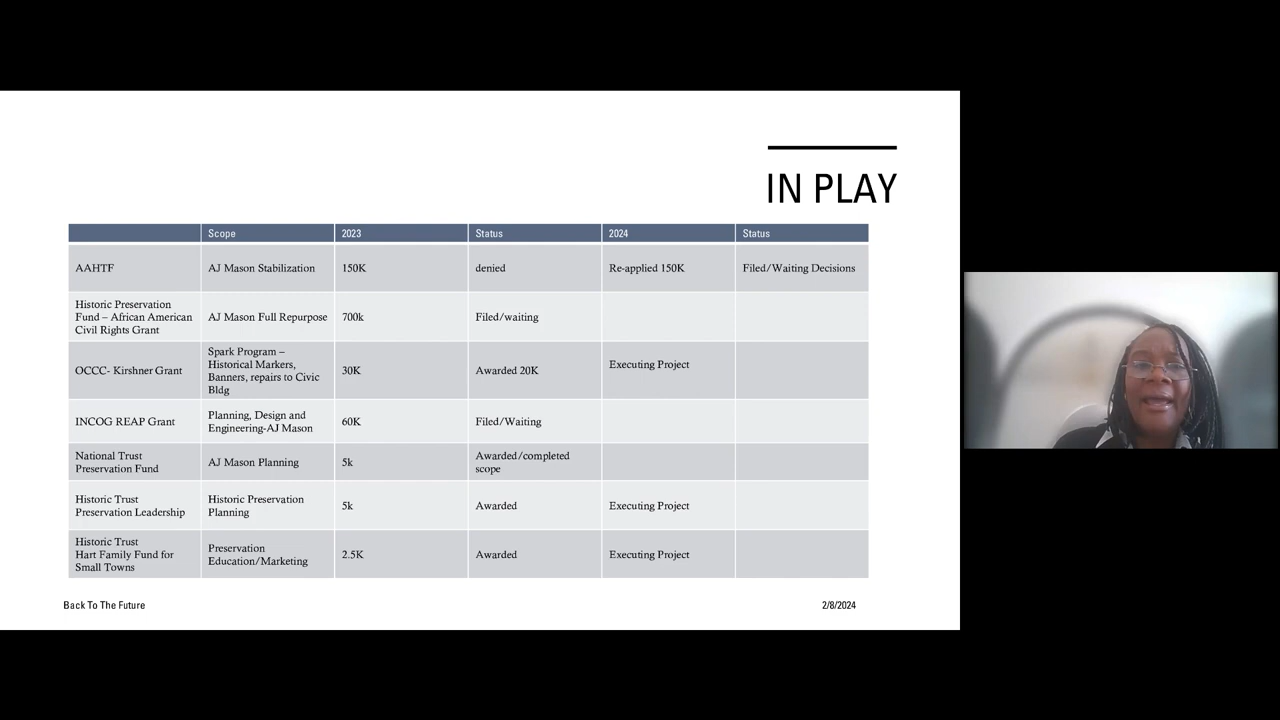 IN PLAY
Scope 2023 Status 2024 Status
AAHTF AJ Mason Stabilization 150K denied Re-applied 150K Filed/Waiting Decisions
Historic Preservation
Fund – African American
Civil Rights Grant
AJ Mason Full Repurpose 700k Filed/waiting
OCCC- Kirshner Grant
Spark Program –
Historical Markers,
Banners, repairs to Civic
Bldg
30K Awarded 20K Executing Project
INCOG REAP Grant
Planning, Design and
Engineering-AJ Mason
60K Filed/Waiting
National Trust
Preservation Fund
AJ Mason Planning 5k
Awarded/completed
scope
Historic Trust
Preservation Leadership
Historic Preservation
Planning
5k Awarded Executing Project
Historic Trust
Hart Family Fund for
Small Towns
Preservation
Education/Marketing
2.5K Awarded Executing Project
Back To The Future 2/8/2024